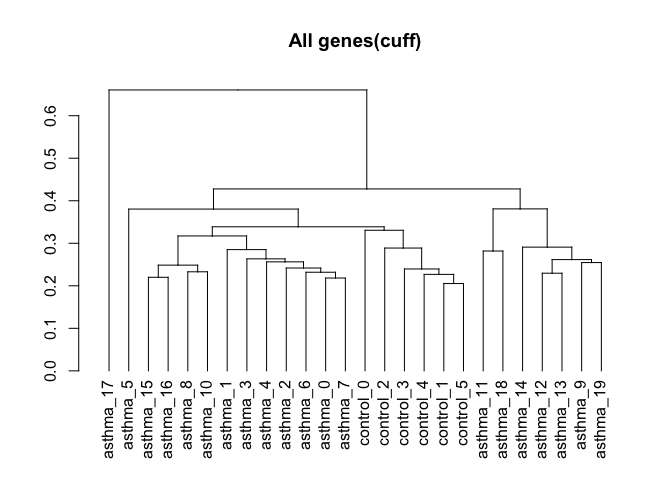 All genes(cuff)
0.6
0.5
0.4
0.3
0.2
0.1
0.0
asthma_17
asthma_5
asthma_15
asthma_16
asthma_8
asthma_10
asthma_1
asthma_3
asthma_4
asthma_2
asthma_6
asthma_0
asthma_7
control_0
control_2
control_3
control_4
control_1
control_5
asthma_11
asthma_18
asthma_14
asthma_12
asthma_13
asthma_9
asthma_19